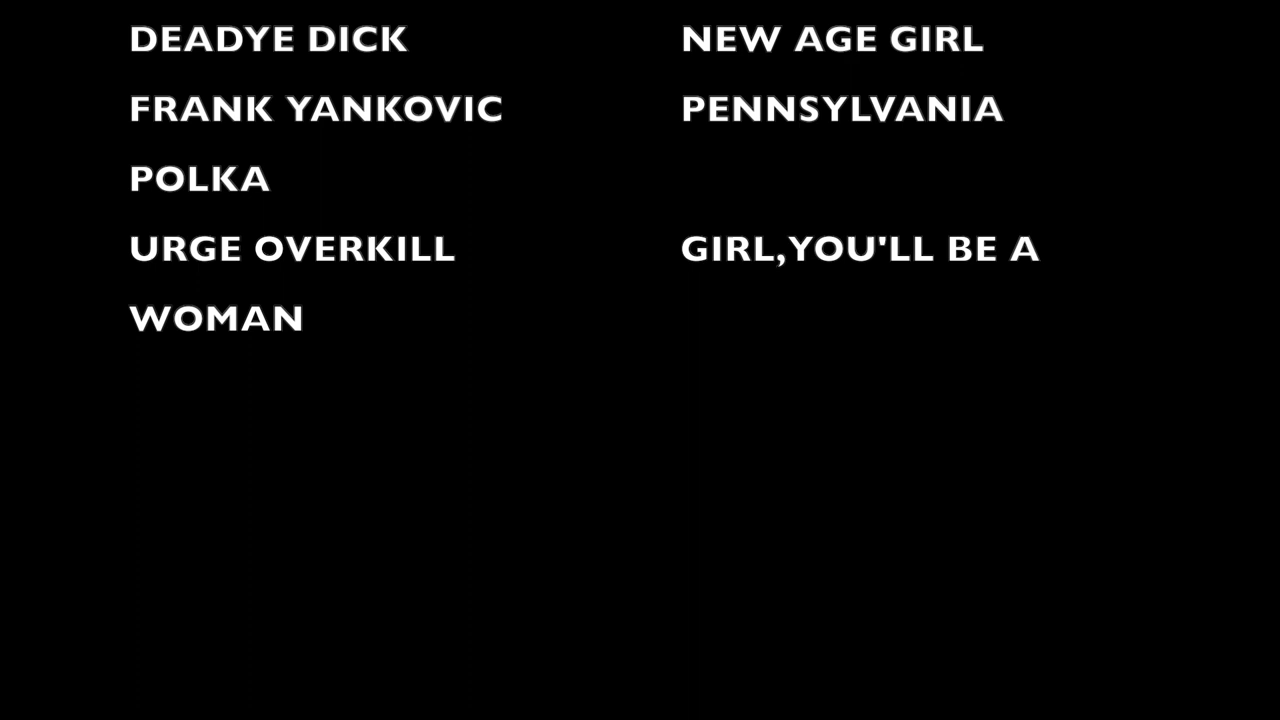 DEADYE DICK NEW AGE GIRL
FRANK YANKOVIC PENNSYLVANIA
POLKA
URGE OVERKILL GIRL,YOU'LL BE A
WOMAN